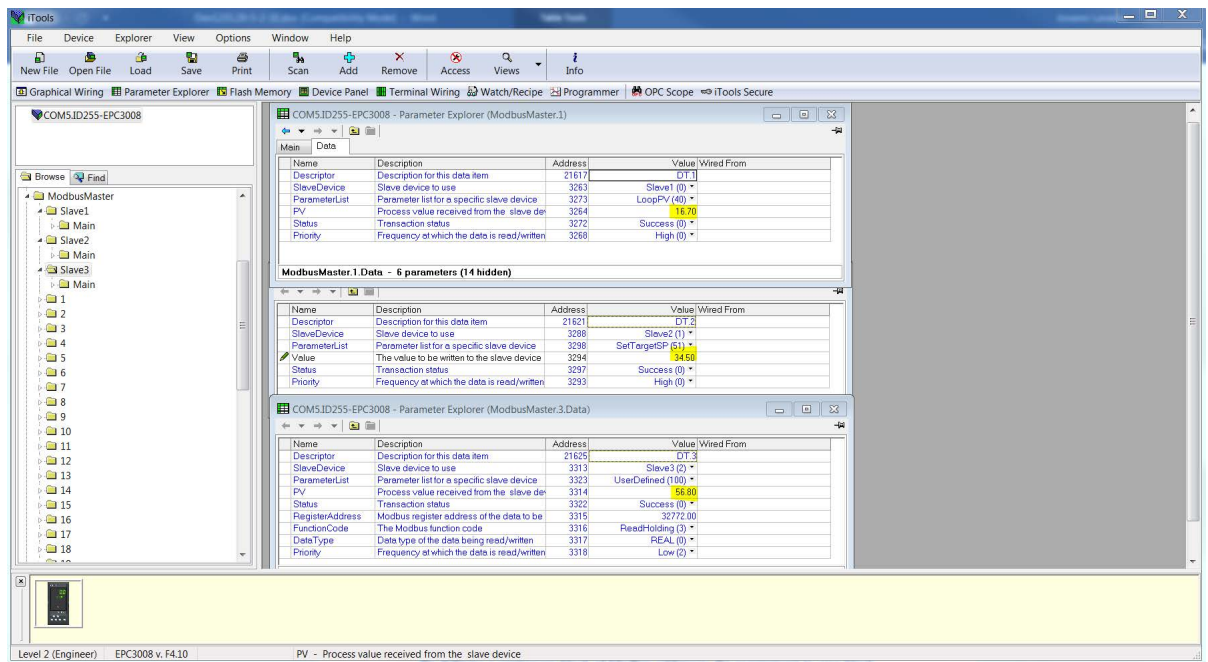 iTools
File Device Explorer View Options Window Help
New File Open File Load Save Print Scan Add Remove Access Views Info
Graphical Wiring Parameter Explorer Flash Memory Device Panel Terminal Wiring Watch/Recipe Programmer OPC Scope iTools Secure
COM5.ID255-EPC3008
Browse Find
ModbusMaster
Slave1
Main
Slave2
Main
Slave3
Main
1
2
3
4
5
6
7
8
9
10
11
12
13
14
15
16
17
18
COM5.ID255-EPC3008 - Parameter Explorer (ModbusMaster.1)
Main Data
Name Description Address Value Wired From
Descriptor Description for this data item 21617 DT.1
SlaveDevice Slave device to use 3263 Slave1 (0)
ParameterList Parameter list for a specific slave device 3273 LoopPV (40)
PV Process value received from the slave dev 3264 16.70
Status Transaction status 3272 Success (0)
Priority Frequency at which the data is read/written 3268 High (0)
ModbusMaster.1.Data - 6 parameters (14 hidden)
Name Description Address Value Wired From
Descriptor Description for this data item 21621 DT.2
SlaveDevice Slave device to use 3288 Slave2 (1)
ParameterList Parameter list for a specific slave device 3298 SetTargetSP (51)
Value The value to be written to the slave device 3294 34.50
Status Transaction status 3297 Success (0)
Priority Frequency at which the data is read/written 3293 High (0)
COM5.ID255-EPC3008 - Parameter Explorer (ModbusMaster.3.Data)
Name Description Address Value Wired From
Descriptor Description for this data item 21625 DT.3
SlaveDevice Slave device to use 3313 Slave3 (2)
ParameterList Parameter list for a specific slave device 3323 UserDefined (100)
PV Process value received from the slave dev 3314 56.80
Status Transaction status 3322 Success (0)
RegisterAddress Modbus register address of the data to be 3315 32772.00
FunctionCode The Modbus function code 3316 ReadHolding (3)
DataType Data type of the data being read/written 3317 REAL (0)
Priority Frequency at which the data is read/written 3318 Low (2)
Level 2 (Engineer) EPC3008 v. F4.10 PV - Process value received from the slave device